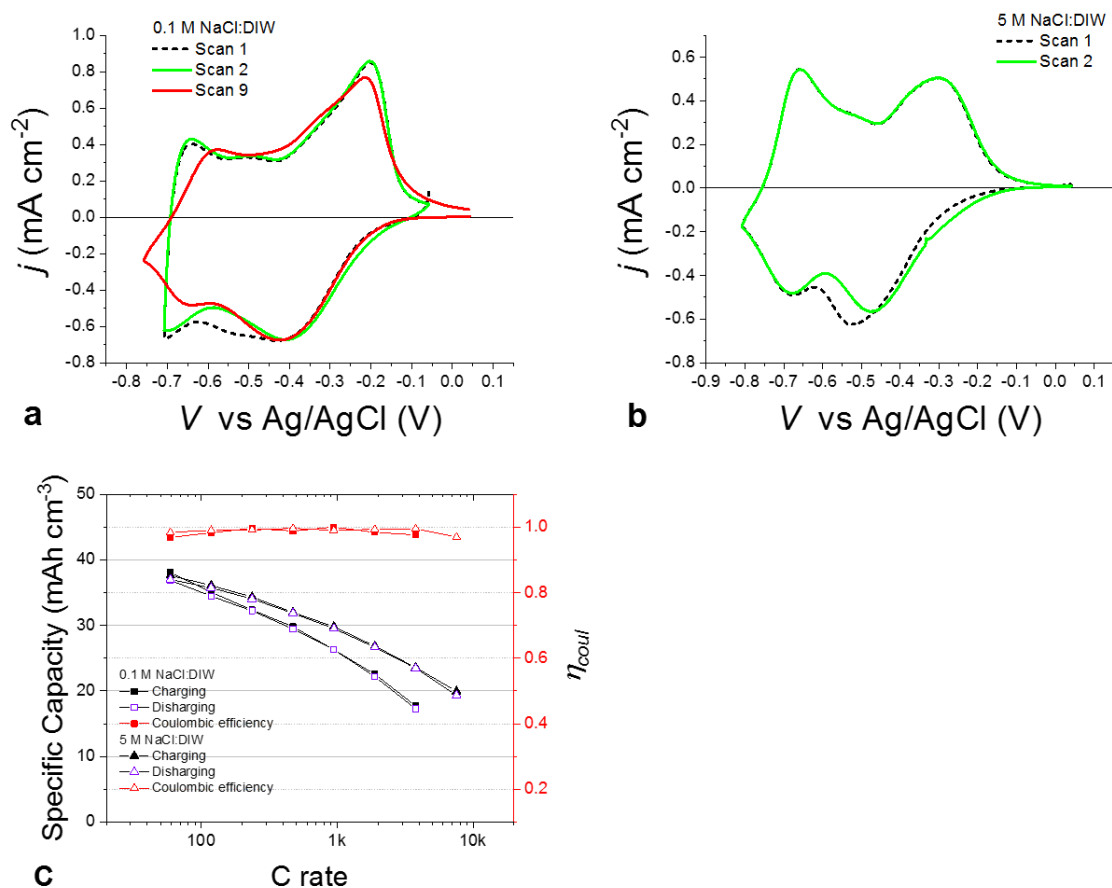 0.1 M NaCl:DIW
Scan 1
Scan 2
Scan 9
1.0
0.8
0.6
0.4
0.2
0.0
-0.2
-0.4
-0.6
-0.8
j (mA cm-2)
-0.8 -0.7 -0.6 -0.5 -0.4 -0.3 -0.2 -0.1 0.0 0.1
V vs Ag/AgCl (V)
a
5 M NaCl:DIW
Scan 1
Scan 2
0.6
0.4
0.2
0.0
-0.2
-0.4
-0.6
-0.8
j (mA cm-2)
-0.9 -0.8 -0.7 -0.6 -0.5 -0.4 -0.3 -0.2 -0.1 0.0 0.1
V vs Ag/AgCl (V)
b
50
40
30
20
10
0
Specific Capacity (mAh cm-3)
0.1 M NaCl:DIW
Charging
Disharging
Coulombic efficiency
5 M NaCl:DIW
Charging
Disharging
Coulombic efficiency
1.0
0.8
0.6
0.4
0.2
ηcoul
100 1k 10k
C rate
c